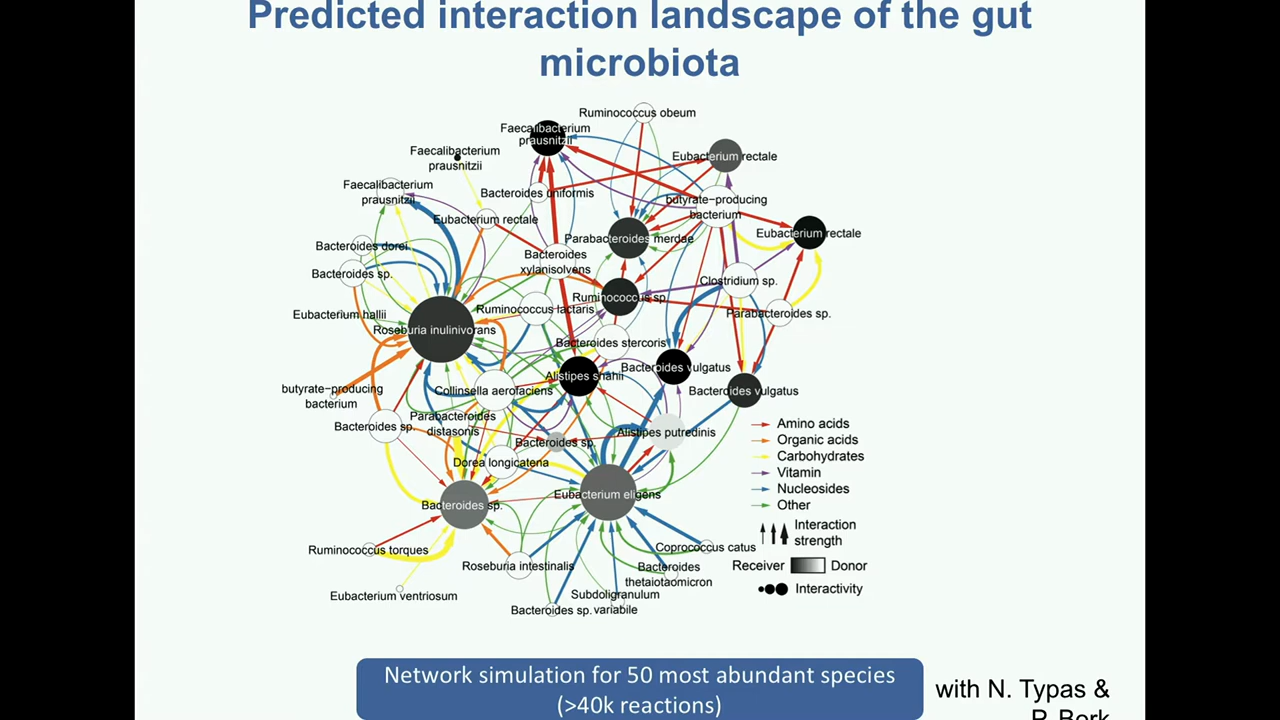 Predicted interaction landscape of the gut
microbiota
Ruminococcus obeum
Faecalibacterium
prausnitzii
Faecalibacterium
prausnitzii
Eubacterium rectale
Faecalibacterium
prausnitzii
Bacteroides uniformis
butyrate-producing
bacterium
Eubacterium rectale
Eubacterium rectale
Parabacteroides merdae
Bacteroides dorei
Bacteroides
xylanisolvens
Bacteroides sp.
Clostridium sp.
Ruminococcus sp.
Eubacterium hallii
Ruminococcus lactaris
Parabacteroides sp.
Roseburia inulinivorans
Bacteroides stercoris
Alistipes shahii
Bacteroides vulgatus
butyrate-producing
bacterium
Collinsella aerofaciens
Bacteroides vulgatus
Parabacteroides
distasonis
Bacteroides sp.
Bacteroides sp.
Alistipes putredinis
Dorea longicatena
Bacteroides sp.
Eubacterium eligens
Ruminococcus torques
Roseburia intestinalis
Coprococcus catus
Bacteroides
thetaiotaomicron
Eubacterium ventriosum
Subdoligranulum
variabile
Bacteroides sp.
Amino acids
Organic acids
Carbohydrates
Vitamin
Nucleosides
Other
Interaction
strength
Receiver Donor
Interactivity
Network simulation for 50 most abundant species
(>40k reactions)
with N. Typas &
P. Bork